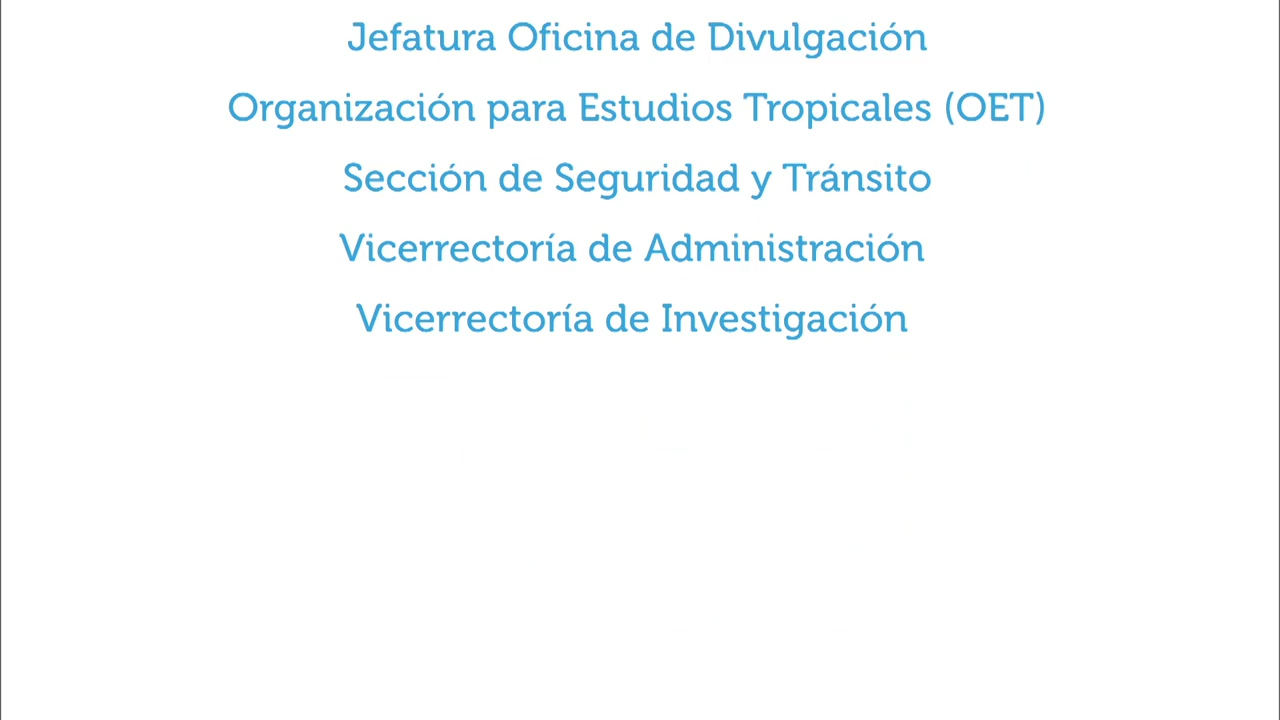 Jefatura Oficina de Divulgación
Organización para Estudios Tropicales (OET)
Sección de Seguridad y Tránsito
Vicerrectoría de Administración
Vicerrectoría de Investigación